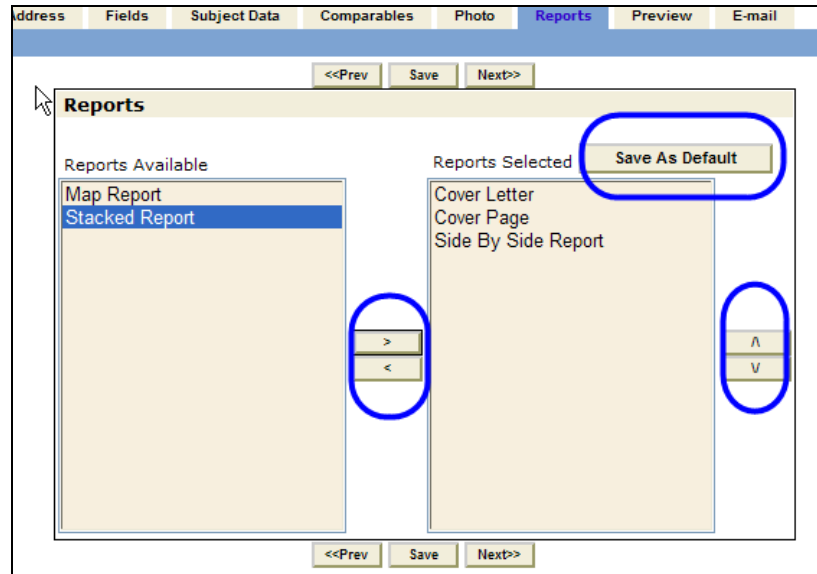 Address Fields Subject Data Comparables Photo Reports Preview E-mail
<<Prev Save Next>>
Reports
Reports Available Reports Selected Save As Default
Map Report Cover Letter
Stacked Report Cover Page
Side By Side Report
> /\
< \/
<<Prev Save Next>>